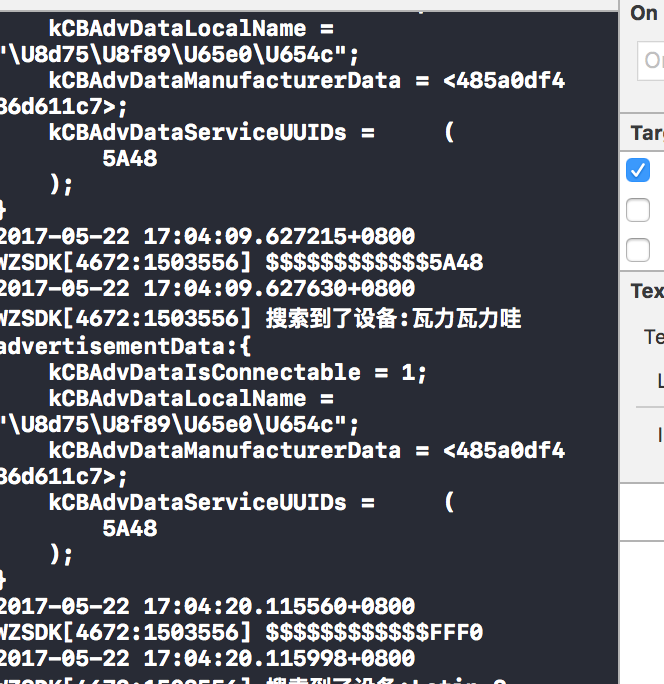 kCBAdvDataLocalName =
"\U8d75\U8f89\U65e0\U654c";
kCBAdvDataManufacturerData = <485a0df4
86d611c7>;
kCBAdvDataServiceUUIDs =     (
5A48
);
}
2017-05-22 17:04:09.627215+0800
WZSDK[4672:1503556] $$$$$$$$$$$$5A48
2017-05-22 17:04:09.627630+0800
WZSDK[4672:1503556] 搜索到了设备:瓦力瓦力哇
advertisementData:{
kCBAdvDataIsConnectable = 1;
kCBAdvDataLocalName =
"\U8d75\U8f89\U65e0\U654c";
kCBAdvDataManufacturerData = <485a0df4
86d611c7>;
kCBAdvDataServiceUUIDs =     (
5A48
);
}
2017-05-22 17:04:20.115560+0800
WZSDK[4672:1503556] $$$$$$$$$$$$FFF0
2017-05-22 17:04:20.115998+0800
On
Tar
Tex
Te